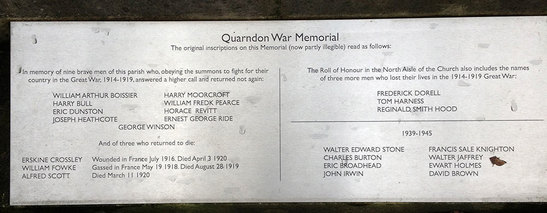 Quarndon War Memorial
The original inscriptions on this Memorial (now partly illegible) read as follows:
In memory of nine brave men of this parish who, obeying the summons to fight for their
country in the Great War, 1914-1919, answered a higher call and returned not again:
WILLIAM ARTHUR BOISSIER HARRY MOORCROFT
HARRY BULL WILLIAM FREDK PEARCE
ERIC DUNSTON HORACE REVITT
JOSEPH HEATHCOTE ERNEST GEORGE RIDE
GEORGE WINSON
And of three who returned to die:
ERSKINE CROSSLEY Wounded in France July 1916. Died April 3 1920
WILLIAM FOWKE Gassed in France May 19 1918. Died August 28 1919
ALFRED SCOTT Died March 11 1920
The Roll of Honour in the North Aisle of the Church also includes the names
of three more men who lost their lives in the 1914-1919 Great War:
FREDERICK DORELL
TOM HARNESS
REGINALD SMITH HOOD
1939-1945
WALTER EDWARD STONE FRANCIS SALE KNIGHTON
CHARLES BURTON WALTER JAFFREY
ERIC BROADHEAD EWART HOLMES
JOHN IRWIN DAVID BROWN